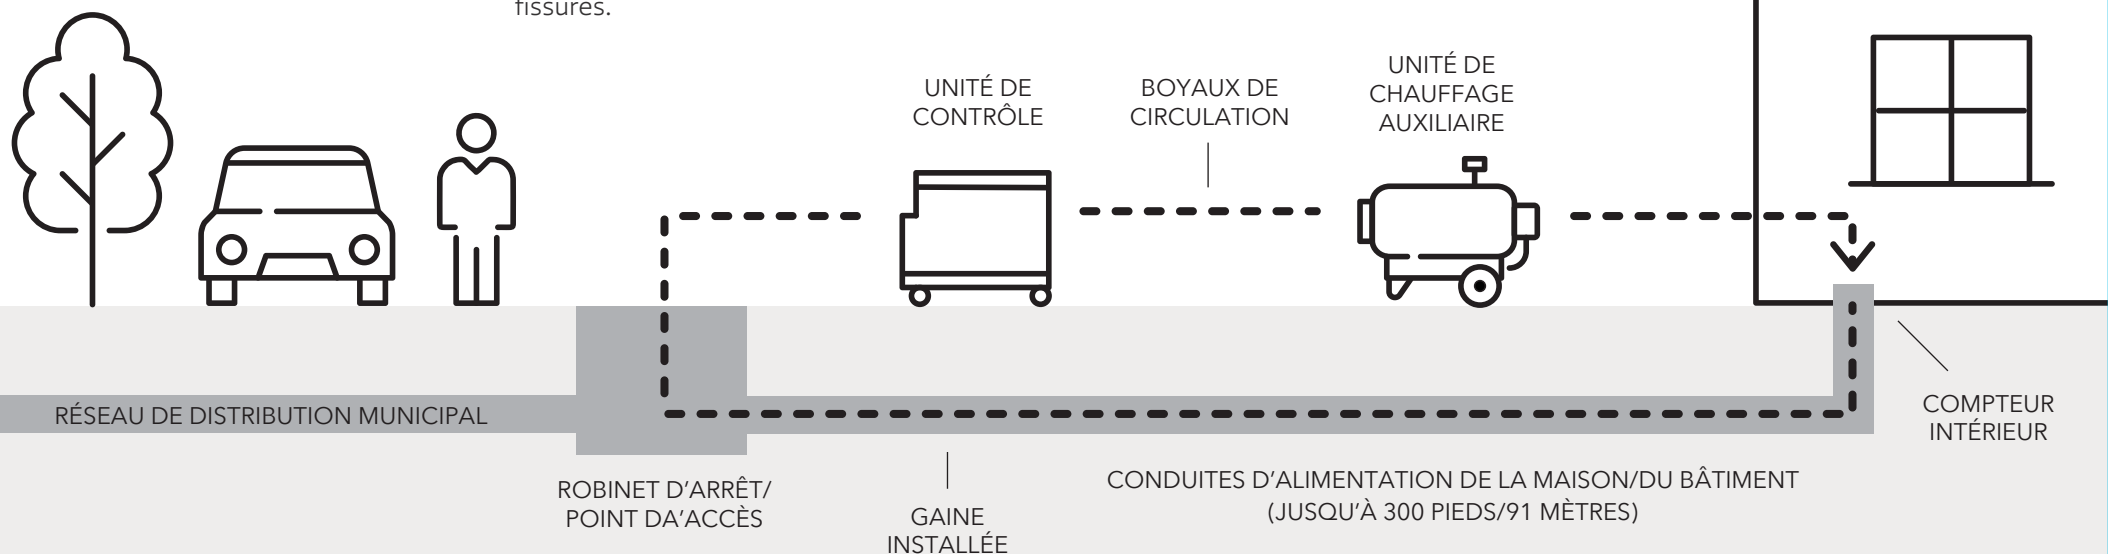 fissures.
UNITÉ DE
CONTRÔLE
BOYAUX DE
CIRCULATION
UNITÉ DE
CHAUFFAGE
AUXILIAIRE
RÉSEAU DE DISTRIBUTION MUNICIPAL
ROBINET D'ARRÊT/
POINT DA'ACCÈS
GAINE
INSTALLÉE
CONDUITES D'ALIMENTATION DE LA MAISON/DU BÂTIMENT
(JUSQU'À 300 PIEDS/91 MÈTRES)
COMPTEUR
INTÉRIEUR